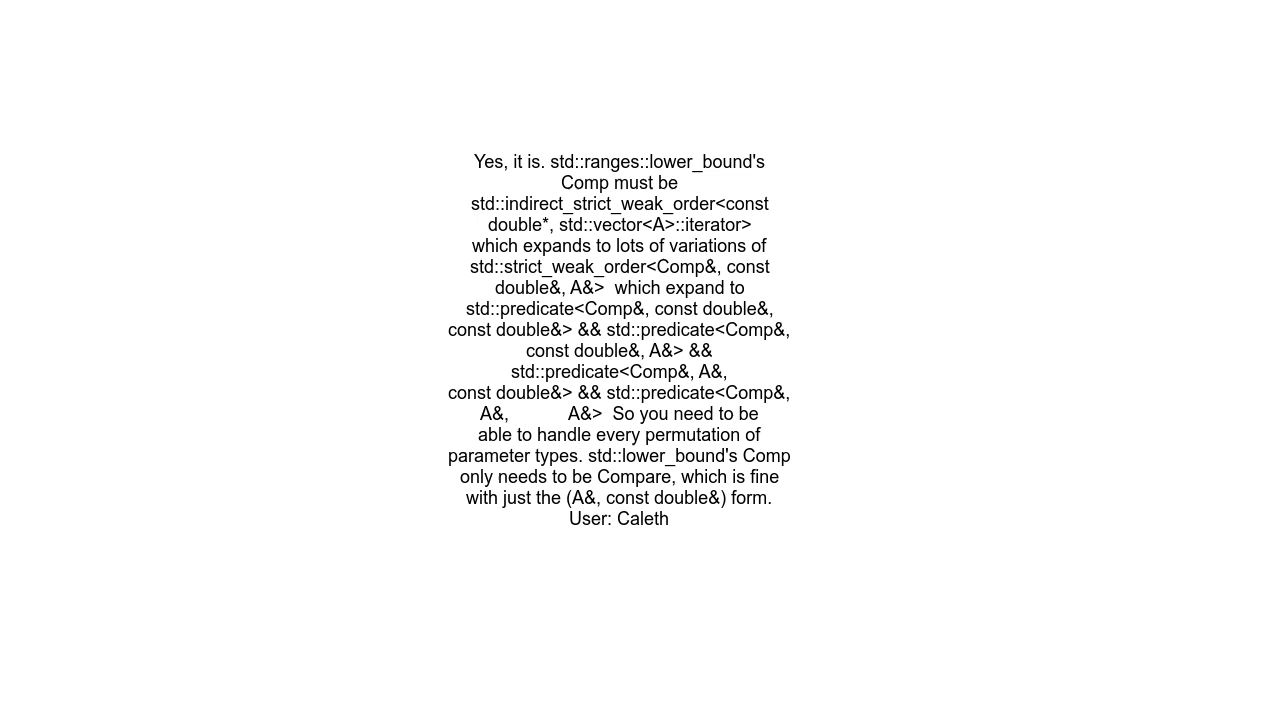 Yes, it is. std::ranges::lower_bound's
Comp must be
std::indirect_strict_weak_order<const
double*, std::vector<A>::iterator>
which expands to lots of variations of
std::strict_weak_order<Comp&, const
double&, A&>  which expand to
std::predicate<Comp&, const double&,
const double&> && std::predicate<Comp&,
const double&, A&> &&
std::predicate<Comp&, A&,
const double&> && std::predicate<Comp&,
A&,            A&>  So you need to be
able to handle every permutation of
parameter types. std::lower_bound's Comp
only needs to be Compare, which is fine
with just the (A&, const double&) form.
User: Caleth